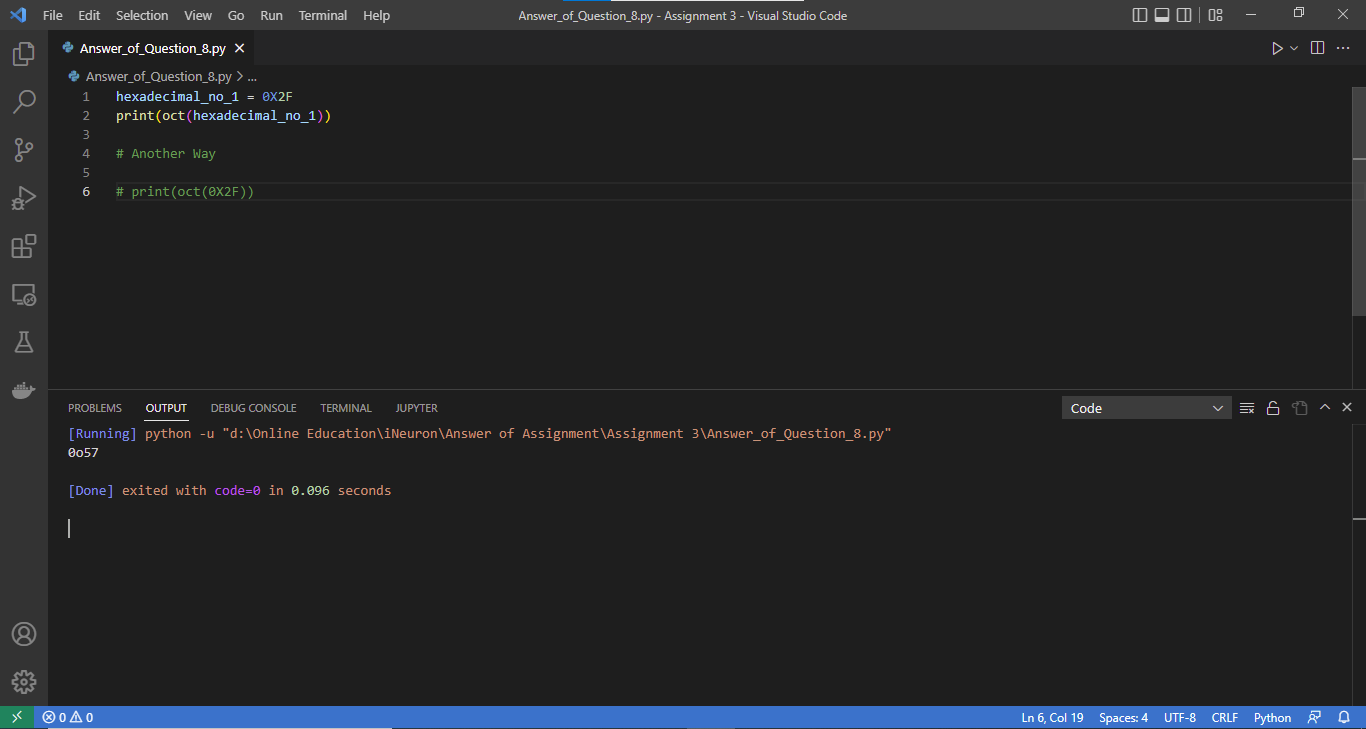 File Edit Selection View Go Run Terminal Help Answer_of_Question_8.py - Assignment 3 - Visual Studio Code
Answer_of_Question_8.py
Answer_of_Question_8.py > ...
1 hexadecimal_no_1 = 0X2F
2 print(oct(hexadecimal_no_1))
3
4 # Another Way
5
6 # print(oct(0X2F))
PROBLEMS OUTPUT DEBUG CONSOLE TERMINAL JUPYTER Code
[Running] python -u "d:\Online Education\iNeuron\Answer of Assignment\Assignment 3\Answer_of_Question_8.py"
0o57
[Done] exited with code=0 in 0.096 seconds
0 0 Ln 6, Col 19 Spaces: 4 UTF-8 CRLF Python